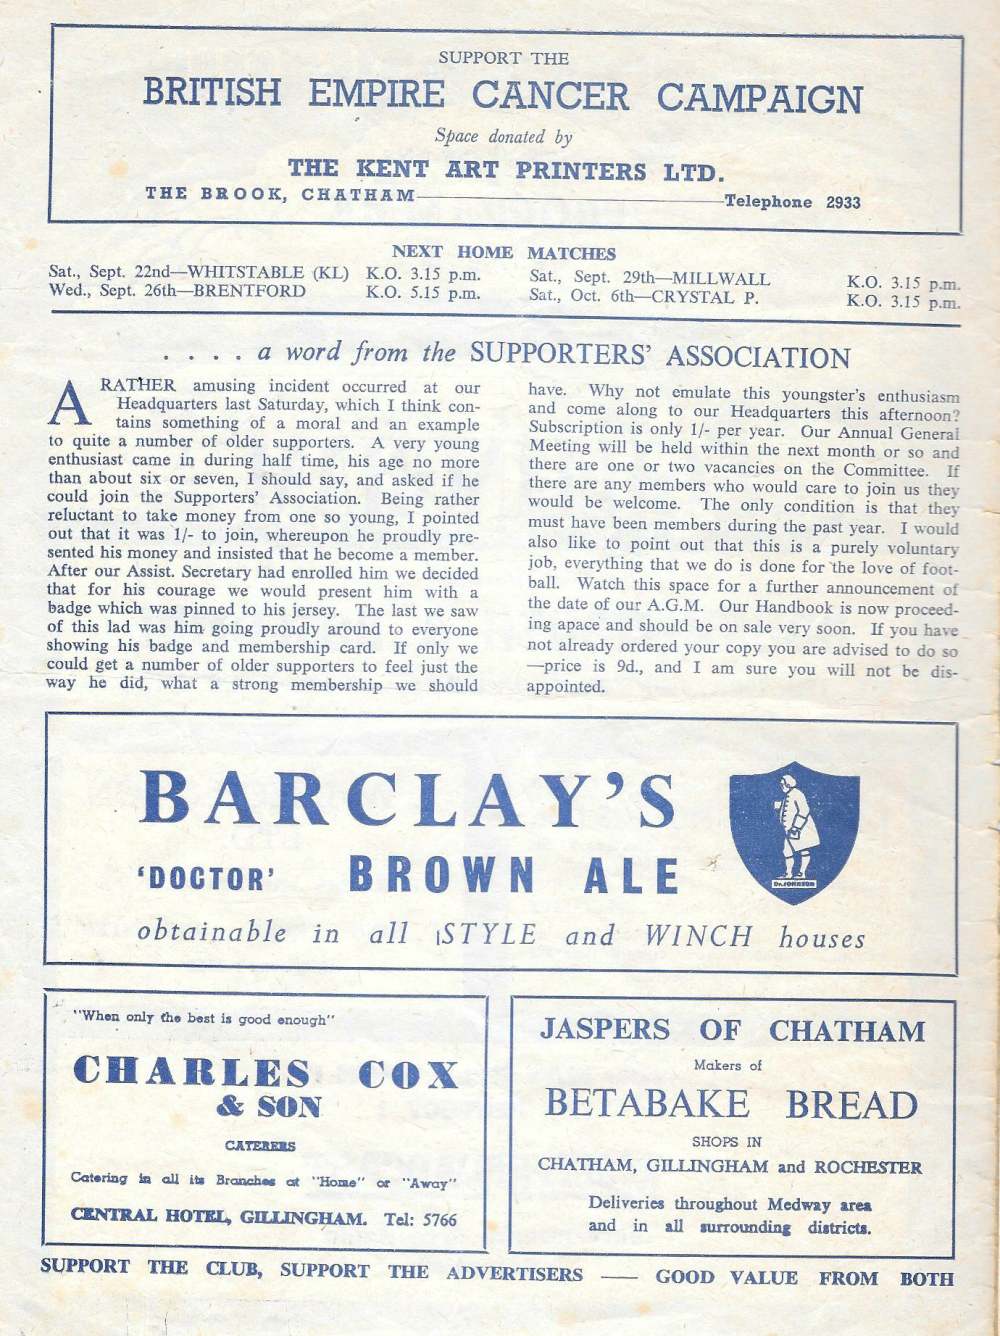 SUPPORT THE
BRITISH EMPIRE CANCER CAMPAIGN
Space donated by
THE KENT ART PRINTERS LTD.
THE BROOK, CHATHAM Telephone 2933
NEXT HOME MATCHES
Sat., Sept. 22nd—WHITSTABLE (KL) K.O. 3.15 p.m.
Wed., Sept. 26th—BRENTFORD K.O. 5.15 p.m.
Sat., Sept. 29th—MILLWALL K.O. 3.15 p.m.
Sat., Oct. 6th—CRYSTAL P. K.O. 3.15 p.m.
. . . . a word from the SUPPORTERS' ASSOCIATION
A RATHER amusing incident occurred at our
Headquarters last Saturday, which I think con-
tains something of a moral and an example
to quite a number of older supporters. A very young
enthusiast came in during half time, his age no more
than about six or seven, I should say, and asked if he
could join the Supporters' Association. Being rather
reluctant to take money from one so young, I pointed
out that it was 1/- to join, whereupon he proudly pre-
sented his money and insisted that he become a member.
After our Assist. Secretary had enrolled him we decided
that for his courage we would present him with a
badge which was pinned to his jersey. The last we saw
of this lad was him going proudly around to everyone
showing his badge and membership card. If only we
could get a number of older supporters to feel just the
way he did, what a strong membership we should
have. Why not emulate this youngster's enthusiasm
and come along to our Headquarters this afternoon?
Subscription is only 1/- per year. Our Annual General
Meeting will be held within the next month or so and
there are one or two vacancies on the Committee. If
there are any members who would care to join us they
would be welcome. The only condition is that they
must have been members during the past year. I would
also like to point out that this is a purely voluntary
job, everything that we do is done for the love of foot-
ball. Watch this space for a further announcement of
the date of our A.G.M. Our Handbook is now proceed-
ing apace and should be on sale very soon. If you have
not already ordered your copy you are advised to do so
—price is 9d., and I am sure you will not be dis-
appointed.
BARCLAY'S
'DOCTOR' BROWN ALE
obtainable in all STYLE and WINCH houses
Dr. JOHNSON
"When only the best is good enough"
CHARLES COX
& SON
CATERERS
Catering in all its Branches at "Home" or "Away"
CENTRAL HOTEL, GILLINGHAM. Tel: 5766
JASPERS OF CHATHAM
Makers of
BETABAKE BREAD
SHOPS IN
CHATHAM, GILLINGHAM and ROCHESTER
Deliveries throughout Medway area
and in all surrounding districts.
SUPPORT THE CLUB, SUPPORT THE ADVERTISERS — GOOD VALUE FROM BOTH